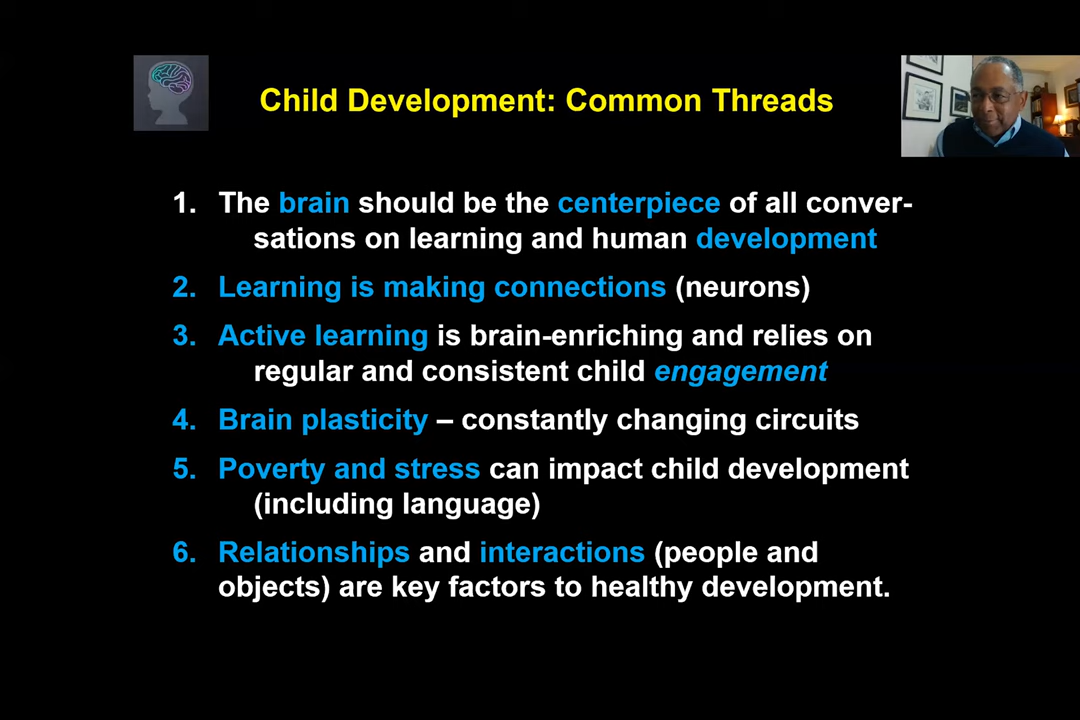 Child Development: Common Threads
1. The brain should be the centerpiece of all conver-
sations on learning and human development
2. Learning is making connections (neurons)
3. Active learning is brain-enriching and relies on
regular and consistent child engagement
4. Brain plasticity – constantly changing circuits
5. Poverty and stress can impact child development
(including language)
6. Relationships and interactions (people and
objects) are key factors to healthy development.